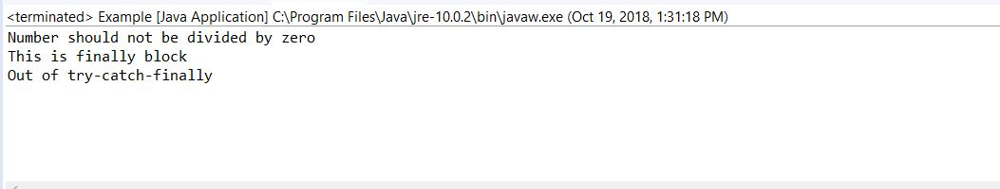 <terminated> Example [Java Application] C:\Program Files\Java\jre-10.0.2\bin\javaw.exe (Oct 19, 2018, 1:31:18 PM)
Number should not be divided by zero
This is finally block
Out of try-catch-finally